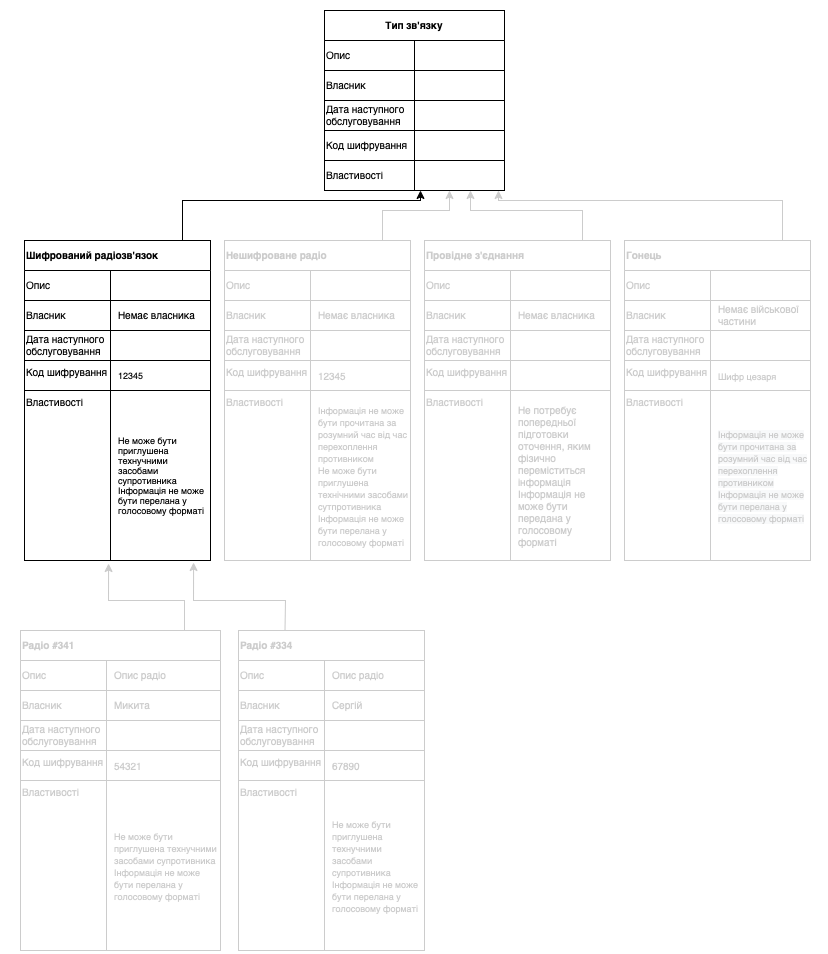 Тип зв'язку
Опис
Власник
Дата наступного
обслуговування
Код шифрування
Властивості
Шифрований радіозв'язок
Опис
Власник
Немає власника
Дата наступного
обслуговування
Код шифрування
12345
Властивості
Не може бути
приглушена
технучними
засобами
супротивника
Інформація не може
бути перелана у
голосовому форматі
Нешифроване радіо
Опис
Власник
Немає власника
Дата наступного
обслуговування
Код шифрування
12345
Властивості
Інформація не може
бути прочитана за
розумний час від час
перехоплення
противником
Не може бути
приглушена
технічними засобами
сутпротивника
Інформація не може
бути перелана у
голосовому форматі
Провідне з'єднання
Опис
Власник
Немає власника
Дата наступного
обслуговування
Код шифрування
Властивості
Не потребує
попередньої
підготовки
оточення, яким
фізично
переміститься
інформація
Інформація не
може бути
передана у
голосовому
форматі
Гонець
Опис
Власник
Немає військової
частини
Дата наступного
обслуговування
Код шифрування
Шифр цезаря
Властивості
Інформація не може
бути прочитана за
розумний час від час
перехоплення
противником
Інформація не може
бути перелана у
голосовому форматі
Радіо #341
Опис
Опис радіо
Власник
Микита
Дата наступного
обслуговування
Код шифрування
54321
Властивості
Не може бути
приглушена технучними
засобами супротивника
Інформація не може
бути перелана у
голосовому форматі
Радіо #334
Опис
Опис радіо
Власник
Сергій
Дата наступного
обслуговування
Код шифрування
67890
Властивості
Не може бути
приглушена
технучними
засобами
супротивника
Інформація не може
бути перелана у
голосовому форматі